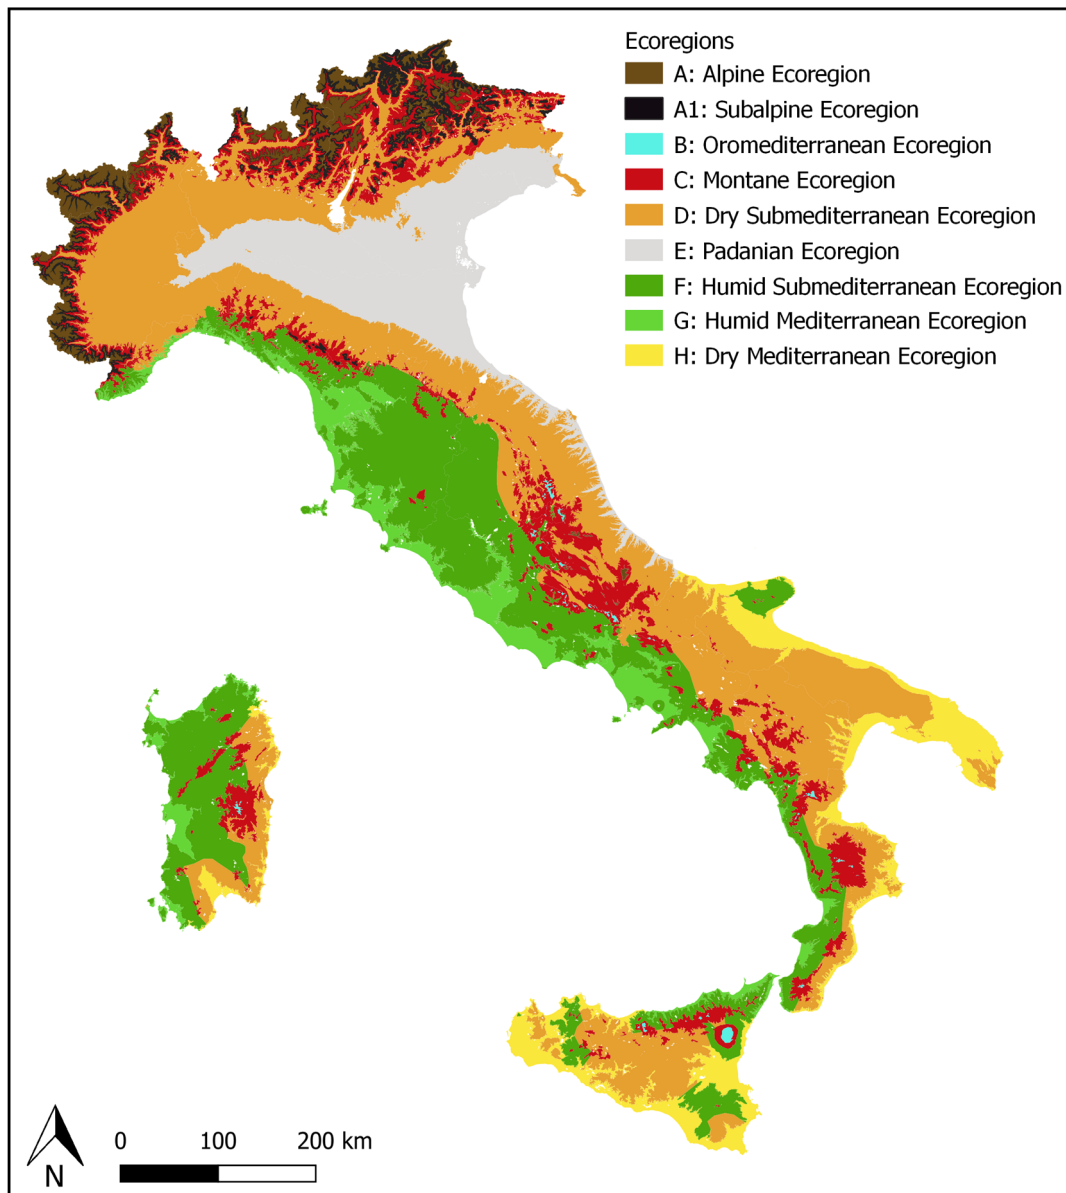 Ecoregions
A: Alpine Ecoregion
A1: Subalpine Ecoregion
B: Oromediterranean Ecoregion
C: Montane Ecoregion
D: Dry Submediterranean Ecoregion
E: Padanian Ecoregion
F: Humid Submediterranean Ecoregion
G: Humid Mediterranean Ecoregion
H: Dry Mediterranean Ecoregion
0 100 200 km
N